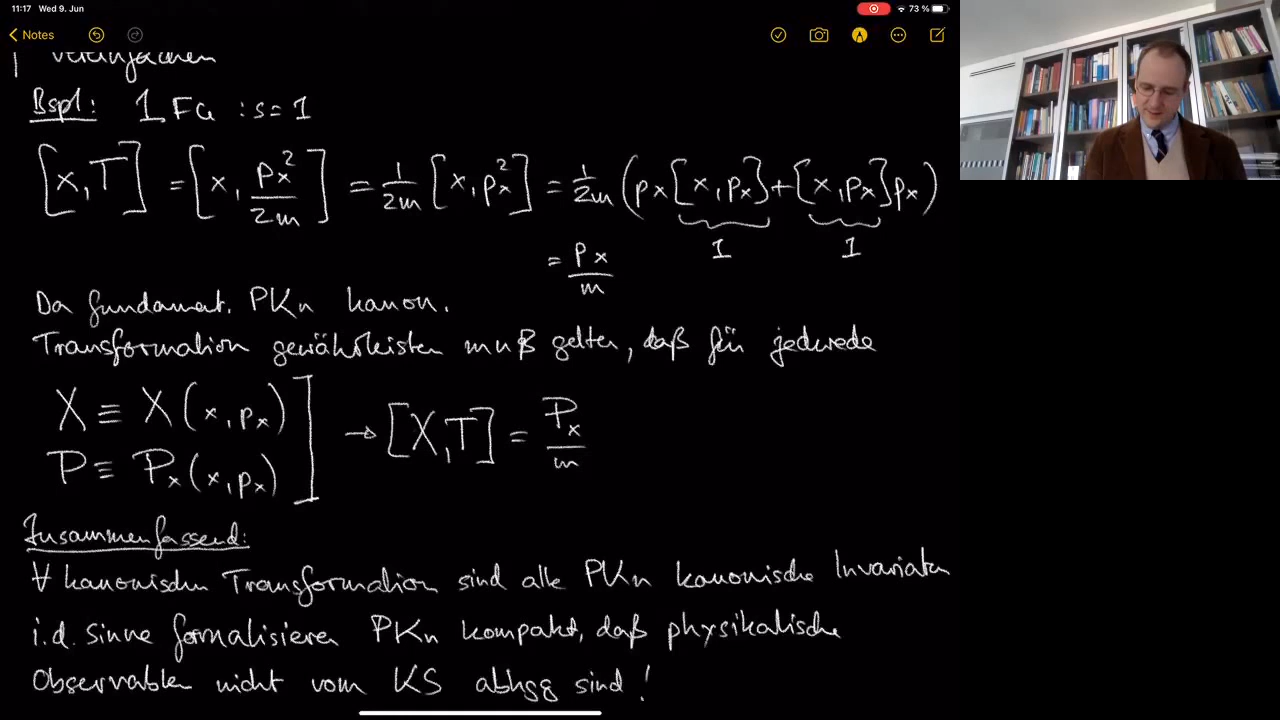 11:17 Wed 9. Jun
73 %
Notes
vereinfachen
Bspl: 1 FG : s = 1
[x,T] = [x, px²/2m] = 1/2m [x,px²] = 1/2m (px[x,px]+[x,px]px)
1 1
= px/m
Da fundament. PKn kanon.
Transformation gewährleisten muß gelten, daß für jedwede
X ≡ X(x,px)
P ≡ Px(x,px)
→ [X,T] = Px/m
Zusammenfassend:
∀ kanonischen Transformation sind alle PKn kanonische Invarianten
i.d. Sinne formalisieren PKn kompakt, daß physikalische
Observablen nicht vom KS abhgg sind !